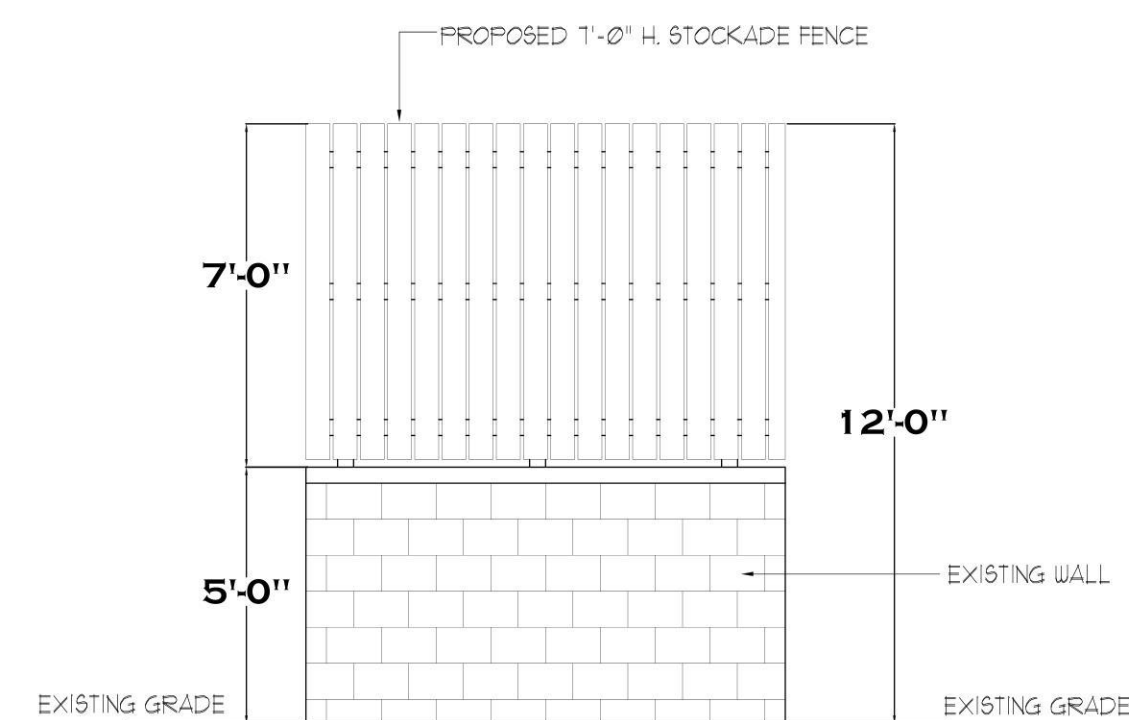 PROPOSED 7'-0" H. STOCKADE FENCE
7'-0"
12'-0"
EXISTING WALL
5'-0"
EXISTING GRADE
EXISTING GRADE